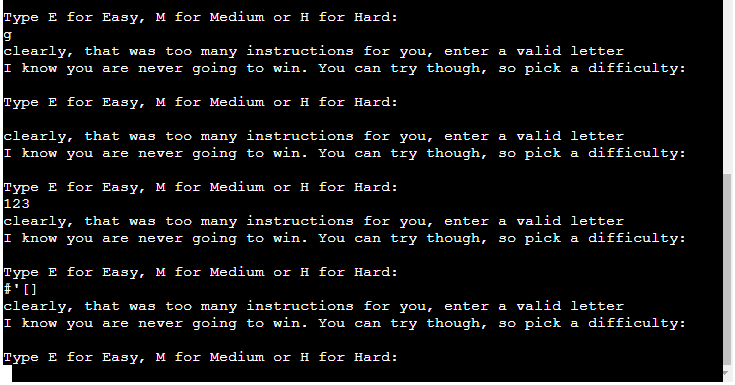 Type E for Easy, M for Medium or H for Hard:
g
clearly, that was too many instructions for you, enter a valid letter
I know you are never going to win. You can try though, so pick a difficulty:
Type E for Easy, M for Medium or H for Hard:
clearly, that was too many instructions for you, enter a valid letter
I know you are never going to win. You can try though, so pick a difficulty:
Type E for Easy, M for Medium or H for Hard:
123
clearly, that was too many instructions for you, enter a valid letter
I know you are never going to win. You can try though, so pick a difficulty:
Type E for Easy, M for Medium or H for Hard:
#'[]
clearly, that was too many instructions for you, enter a valid letter
I know you are never going to win. You can try though, so pick a difficulty:
Type E for Easy, M for Medium or H for Hard: